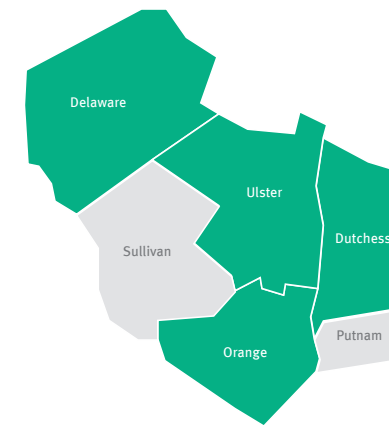 Delaware
Ulster
Dutchess
Sullivan
Putnam
Orange